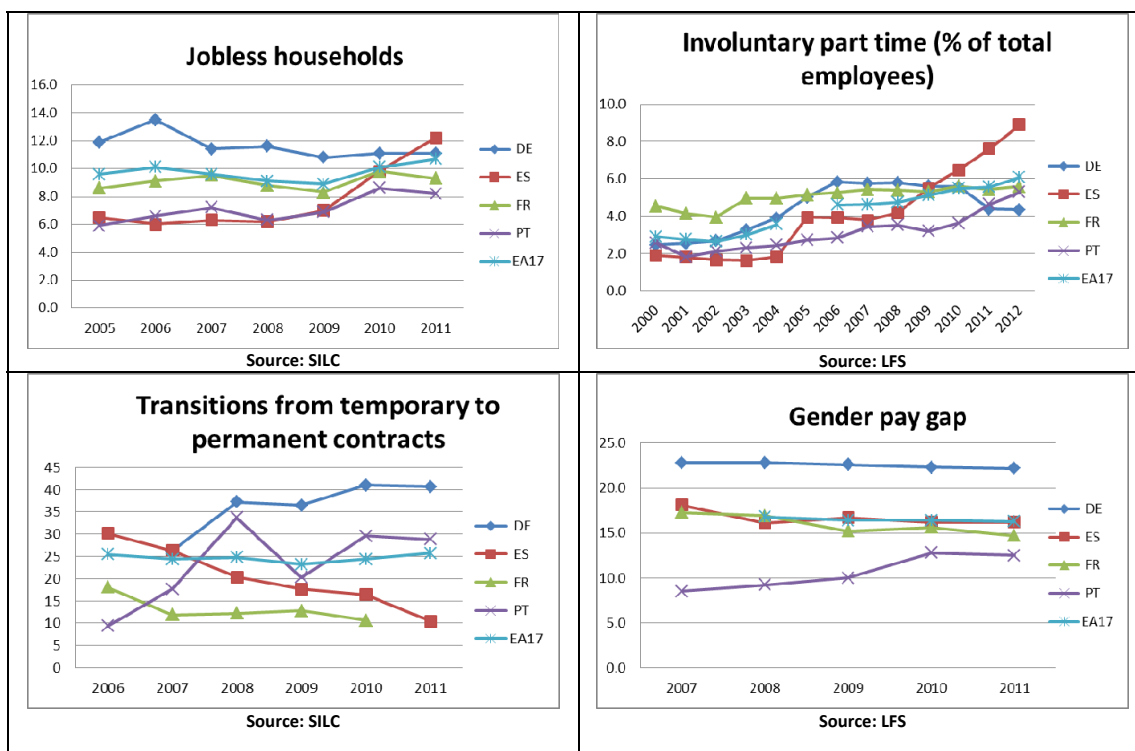 Jobless households
16.0
14.0
12.0
10.0
8.0
6.0
4.0
2.0
0.0
2005 2006 2007 2008 2009 2010 2011
DE
ES
FR
PT
EA17
Source: SILC
Involuntary part time (% of total
employees)
10.0
8.0
6.0
4.0
2.0
0.0
2000 2001 2002 2003 2004 2005 2006 2007 2008 2009 2010 2011 2012
DE
ES
FR
PT
EA17
Source: LFS
Transitions from temporary to
permanent contracts
45
40
35
30
25
20
15
10
5
0
2006 2007 2008 2009 2010 2011
DE
ES
FR
PT
EA17
Source: SILC
Gender pay gap
25.0
20.0
15.0
10.0
5.0
0.0
2007 2008 2009 2010 2011
DE
ES
FR
PT
EA17
Source: LFS